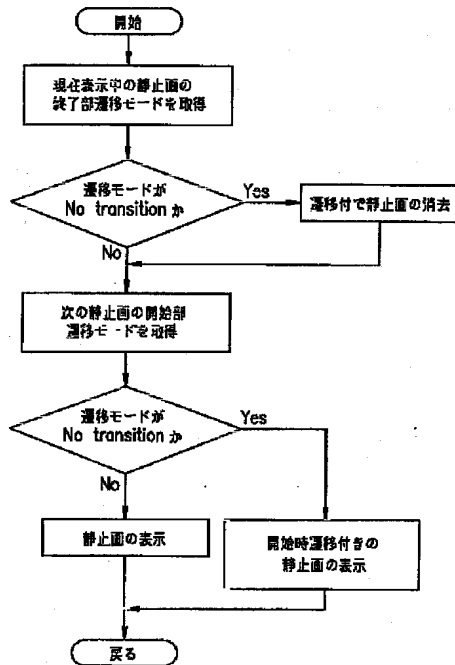 開始
現在表示中の静止画の
終了部遷移モードを取得
遷移モードが
No transitionか
Yes
遷移付で静止画の消去
No
次の静止画の開始部
遷移モードを取得
遷移モードが
No transitionか
Yes
No
静止画の表示
開始時遷移付きの
静止画の表示
戻る